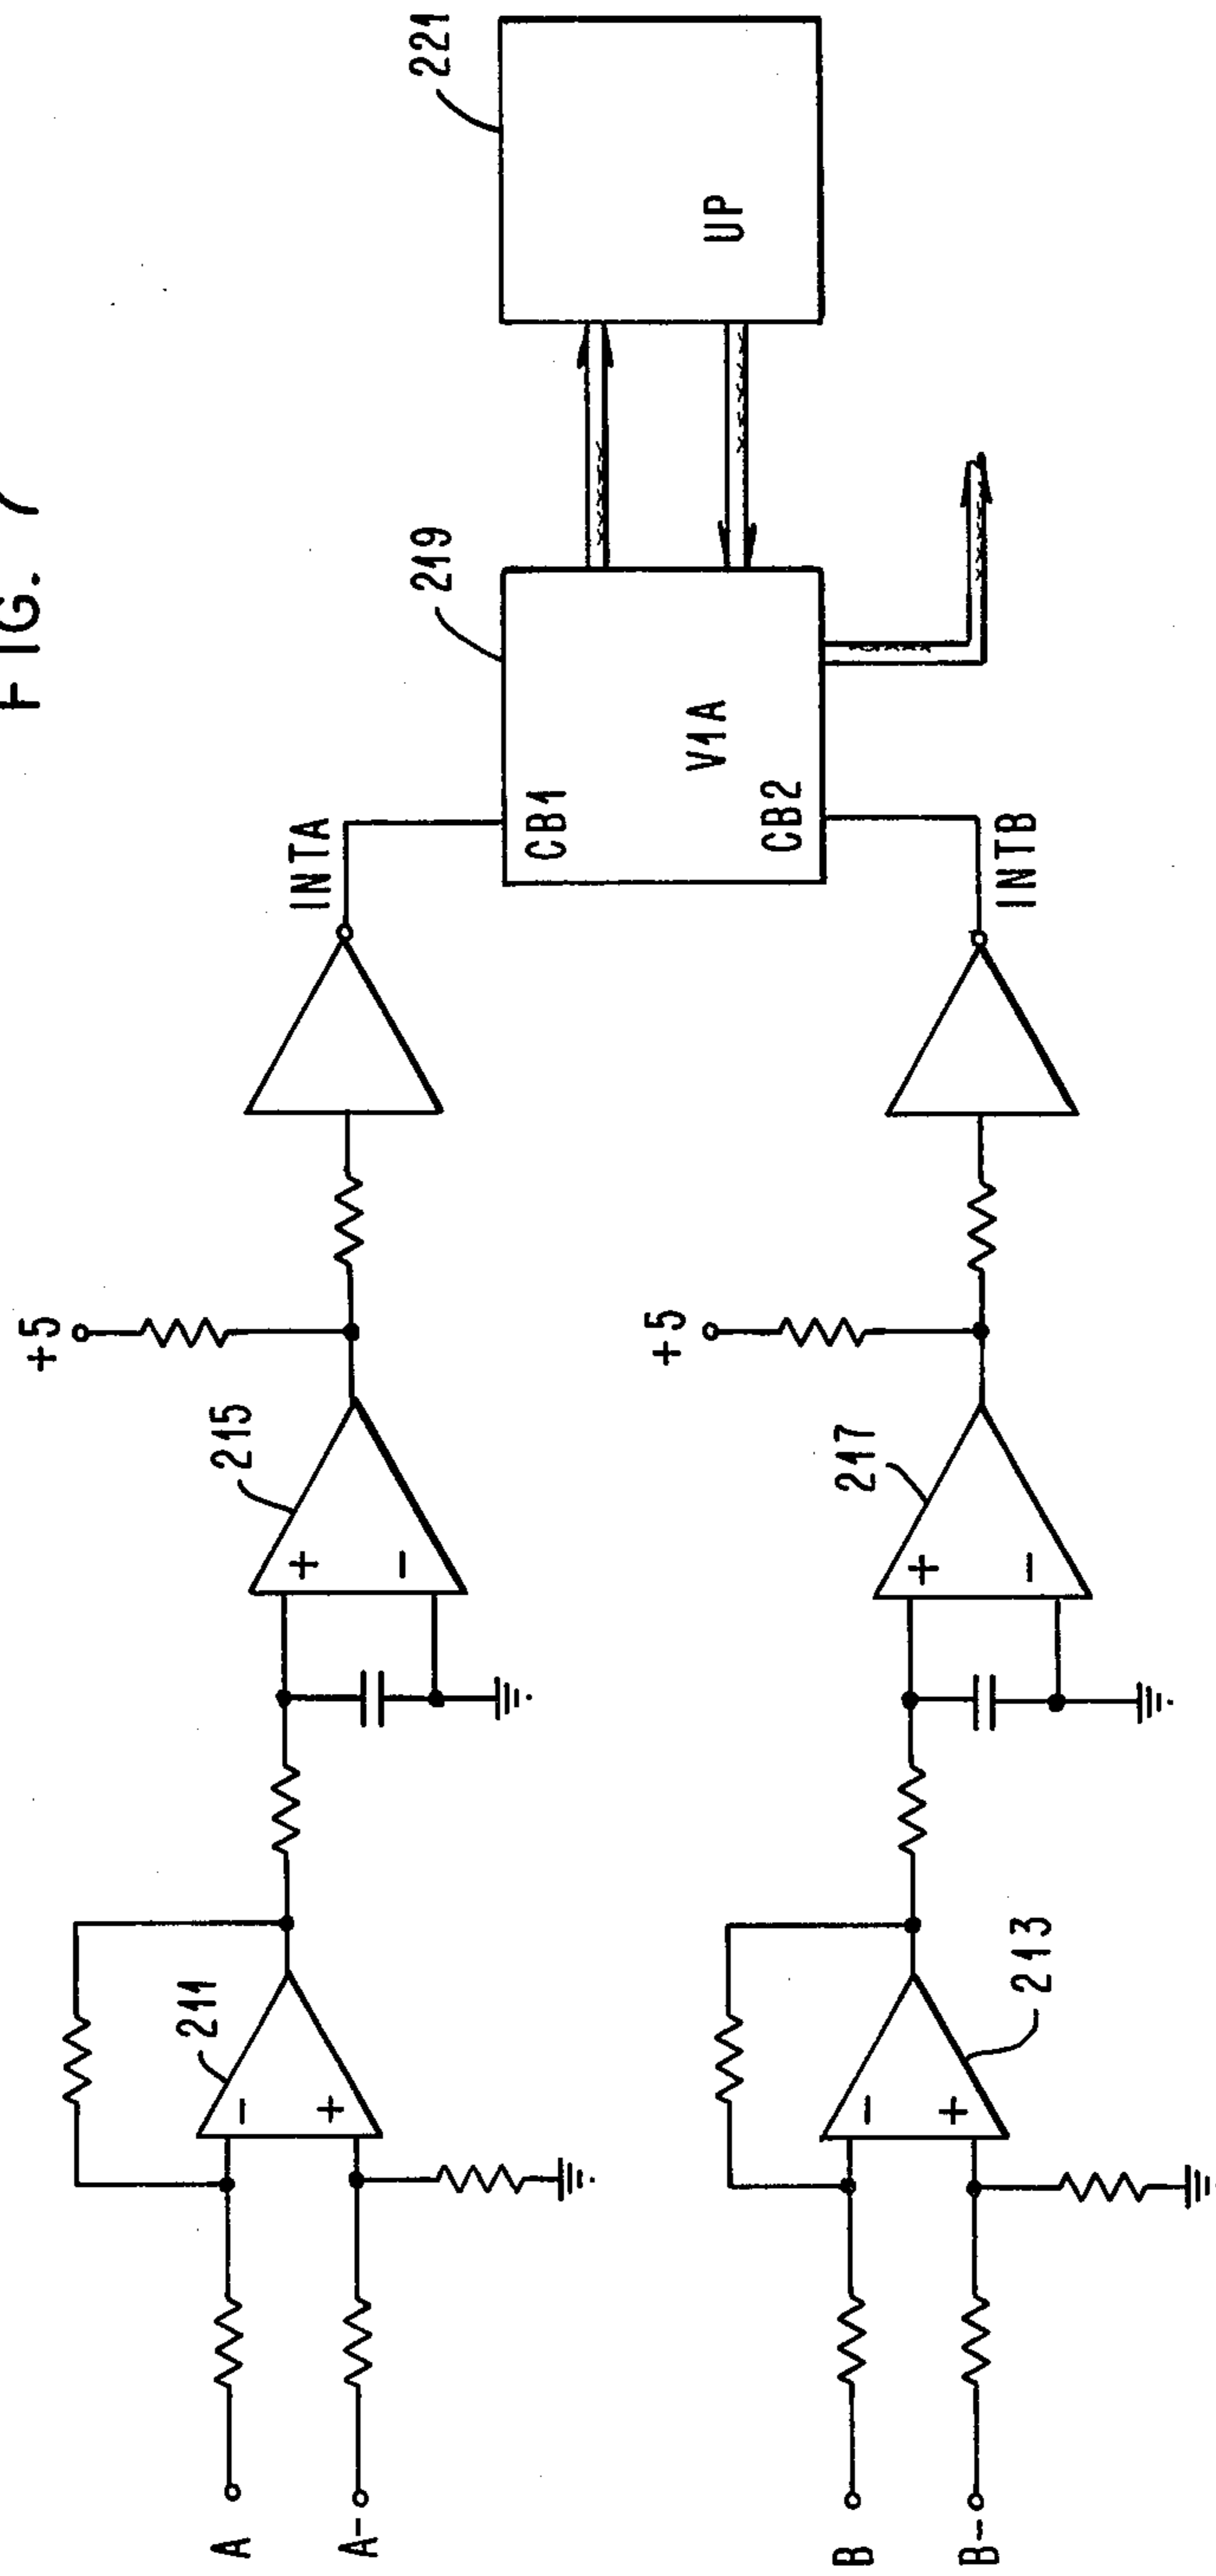 FIG. 7
A
A-
211
215
+5
INTA
CB1
CB2
V1A
219
UP
221
B
B-
213
217
+5
INTB
+
-
+
-
-
+
-
+